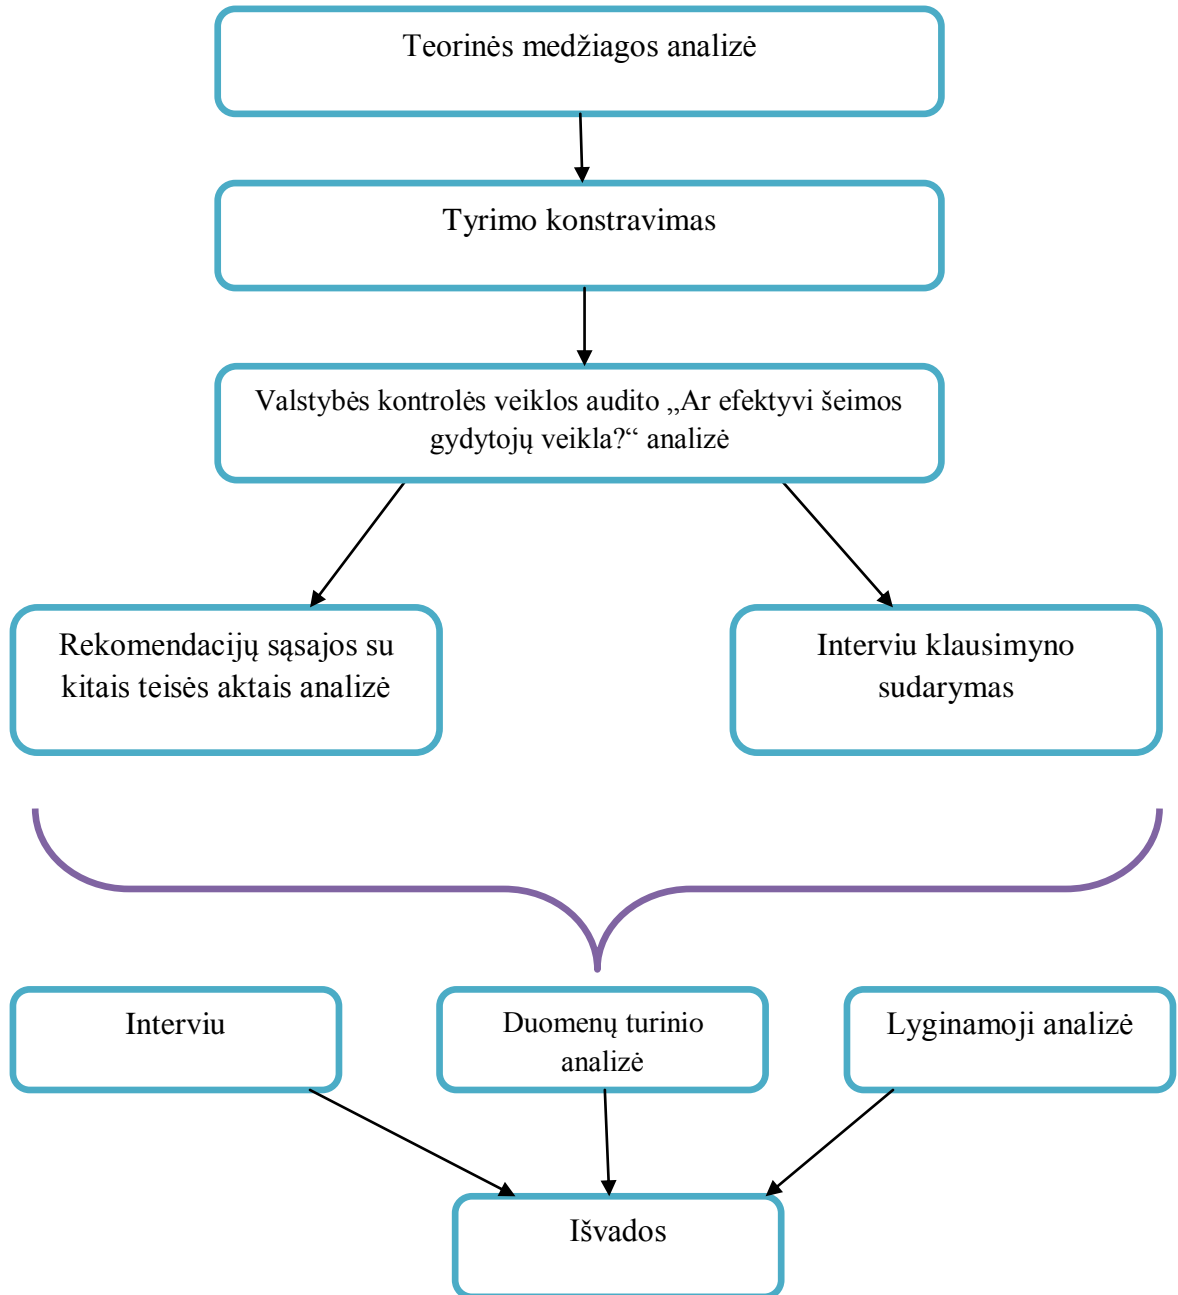 Teorinės medžiagos analizė
Tyrimo konstravimas
Valstybės kontrolės veiklos audito „Ar efektyvi šeimos
gydytojų veikla?“ analizė
Rekomendacijų sąsajos su
kitais teisės aktais analizė
Interviu klausimyno
sudarymas
Interviu
Duomenų turinio
analizė
Lyginamoji analizė
Išvados